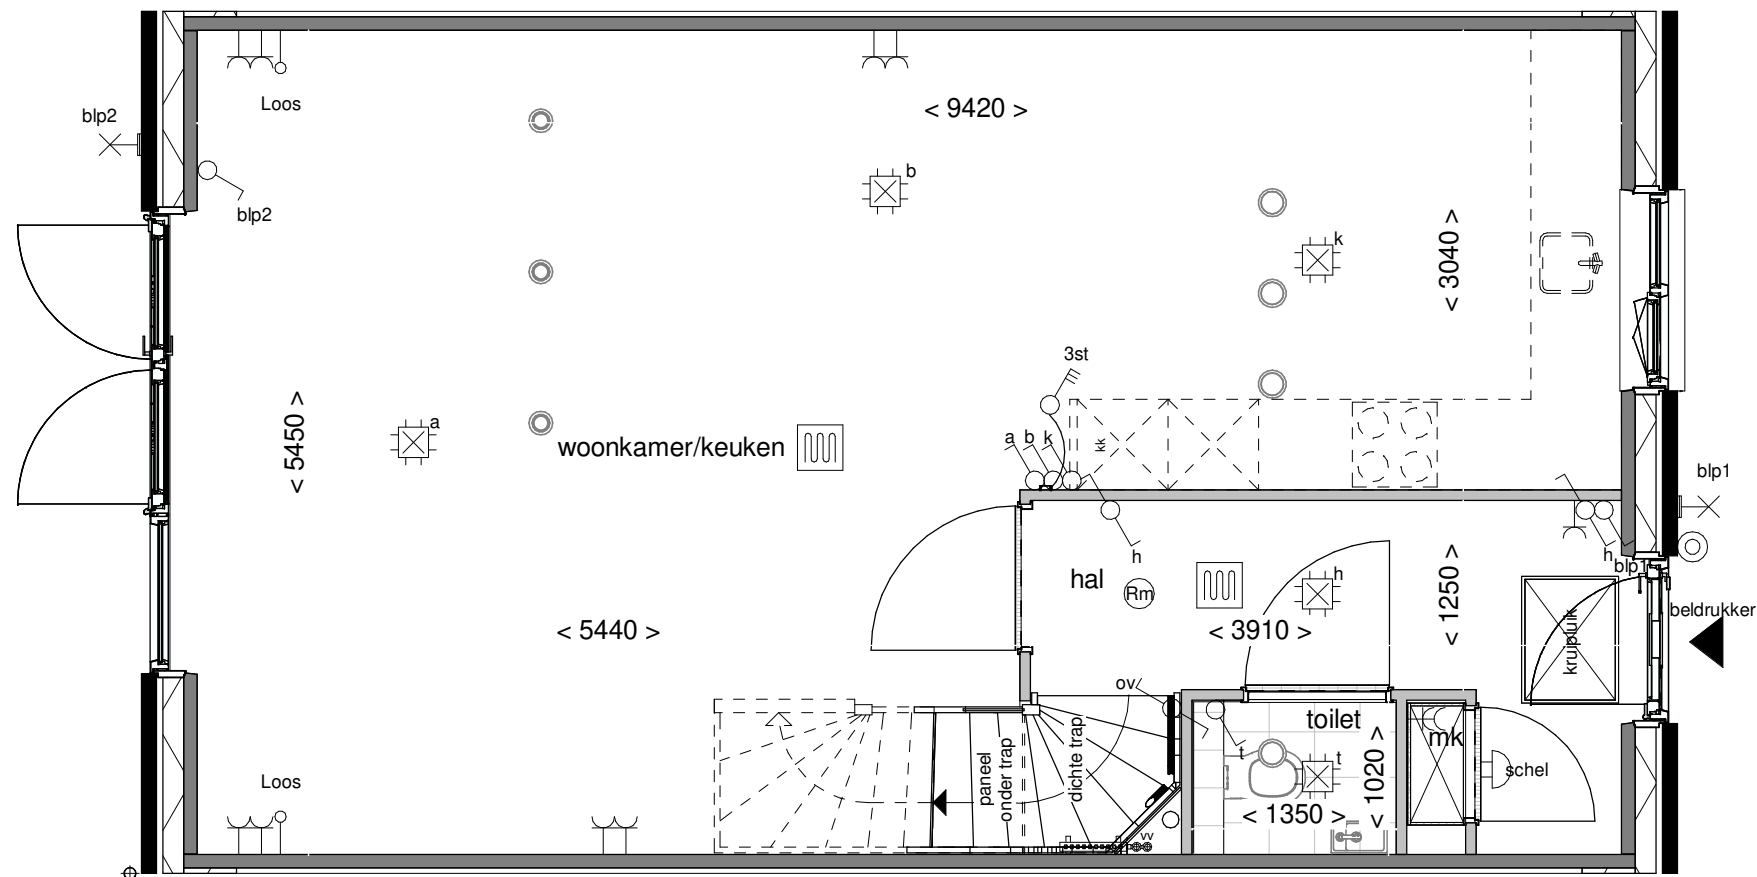 blp2
Loos
< 9420 >
b
blp2
k
< 3040 >
3st
< 5450 >
a
woonkamer/keuken
a b k
kk
blp1
h
h
blp1
hal
Rm
h
< 1250 >
beldrukker
< 5440 >
< 3910 >
kruipluik
ov
toilet
mk
t
t
schel
paneel
onder trap
dichte trap
< 1020 >
Loos
< 1350 >
vv